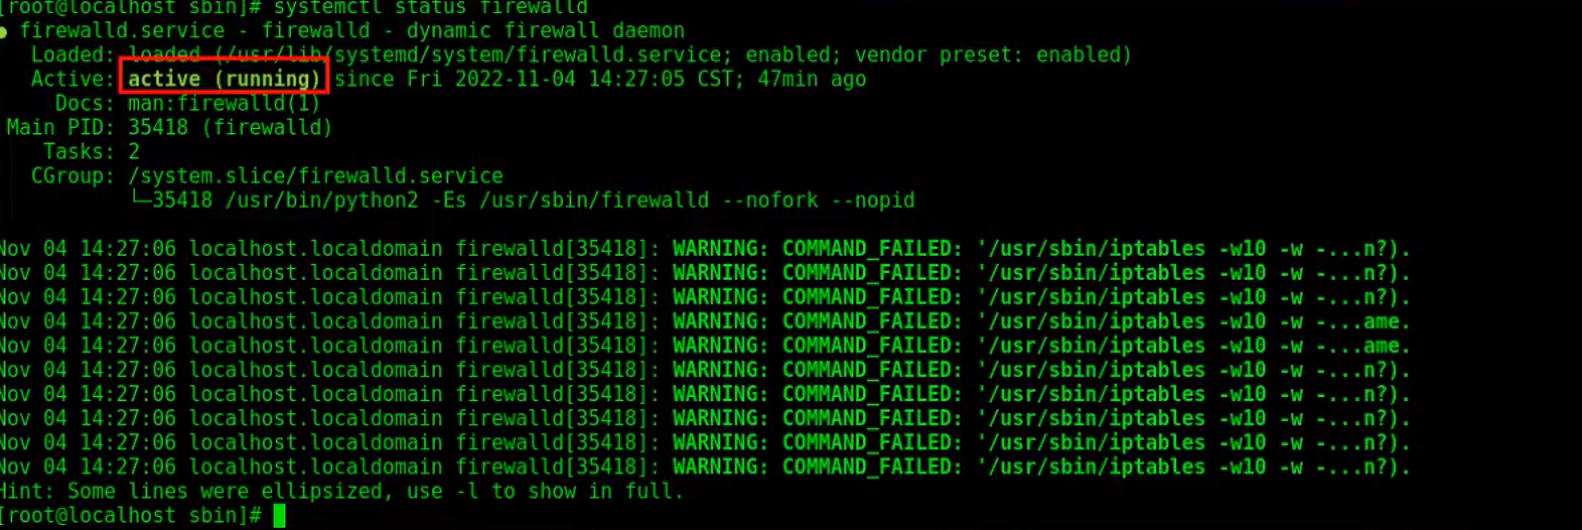 [root@localhost sbin]# systemctl status firewalld
● firewalld.service - firewalld - dynamic firewall daemon
Loaded: loaded (/usr/lib/systemd/system/firewalld.service; enabled; vendor preset: enabled)
Active: active (running) since Fri 2022-11-04 14:27:05 CST; 47min ago
Docs: man:firewalld(1)
Main PID: 35418 (firewalld)
Tasks: 2
CGroup: /system.slice/firewalld.service
└─35418 /usr/bin/python2 -Es /usr/sbin/firewalld --nofork --nopid
Nov 04 14:27:06 localhost.localdomain firewalld[35418]: WARNING: COMMAND_FAILED: '/usr/sbin/iptables -w10 -w -...n?).
Nov 04 14:27:06 localhost.localdomain firewalld[35418]: WARNING: COMMAND_FAILED: '/usr/sbin/iptables -w10 -w -...n?).
Nov 04 14:27:06 localhost.localdomain firewalld[35418]: WARNING: COMMAND_FAILED: '/usr/sbin/iptables -w10 -w -...n?).
Nov 04 14:27:06 localhost.localdomain firewalld[35418]: WARNING: COMMAND_FAILED: '/usr/sbin/iptables -w10 -w -...ame.
Nov 04 14:27:06 localhost.localdomain firewalld[35418]: WARNING: COMMAND_FAILED: '/usr/sbin/iptables -w10 -w -...ame.
Nov 04 14:27:06 localhost.localdomain firewalld[35418]: WARNING: COMMAND_FAILED: '/usr/sbin/iptables -w10 -w -...n?).
Nov 04 14:27:06 localhost.localdomain firewalld[35418]: WARNING: COMMAND_FAILED: '/usr/sbin/iptables -w10 -w -...n?).
Nov 04 14:27:06 localhost.localdomain firewalld[35418]: WARNING: COMMAND_FAILED: '/usr/sbin/iptables -w10 -w -...n?).
Nov 04 14:27:06 localhost.localdomain firewalld[35418]: WARNING: COMMAND_FAILED: '/usr/sbin/iptables -w10 -w -...n?).
Nov 04 14:27:06 localhost.localdomain firewalld[35418]: WARNING: COMMAND_FAILED: '/usr/sbin/iptables -w10 -w -...n?).
Hint: Some lines were ellipsized, use -l to show in full.
[root@localhost sbin]#